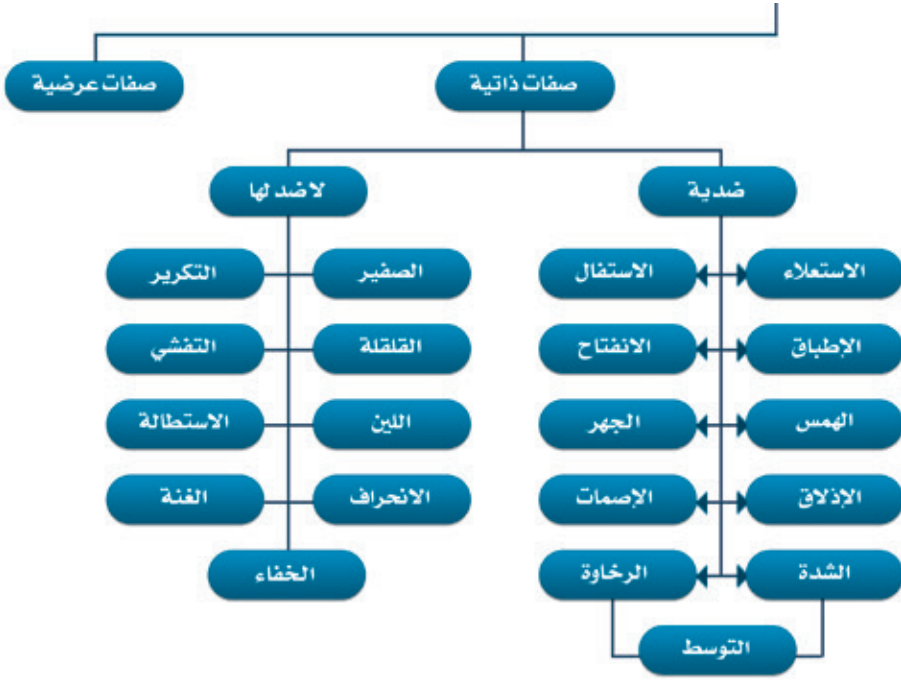 صفات ذاتية
صفات عرضية
ضدية
لا ضد لها
الاستعلاء
الاستفال
الإطباق
الانفتاح
الهمس
الجهر
الإذلاق
الإصمات
الشدة
الرخاوة
التوسط
الصفير
التكرير
القلقلة
التفشي
اللين
الاستطالة
الانحراف
الغنة
الخفاء